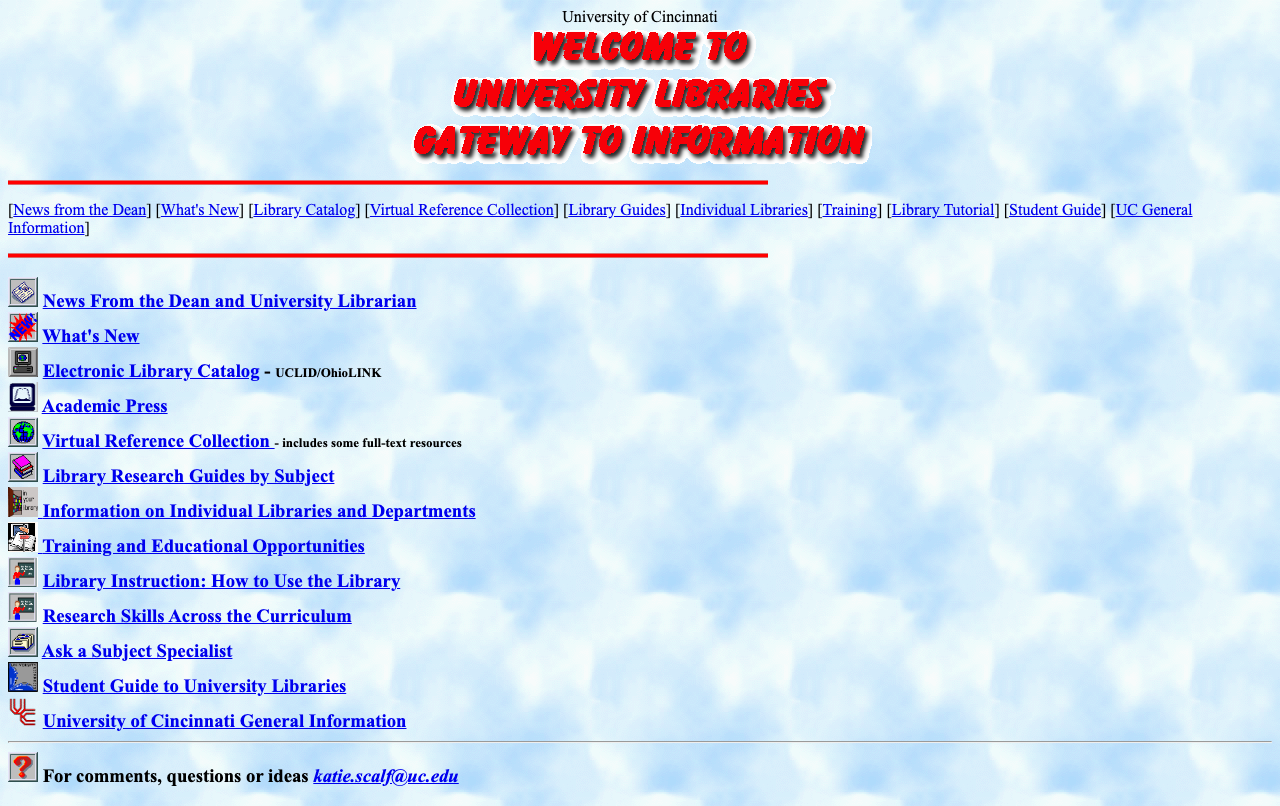 University of Cincinnati
WELCOME TO
UNIVERSITY LIBRARIES
GATEWAY TO INFORMATION
[News from the Dean] [What's New] [Library Catalog] [Virtual Reference Collection] [Library Guides] [Individual Libraries] [Training] [Library Tutorial] [Student Guide] [UC General
Information]
News From the Dean and University Librarian
NEW!
What's New
Electronic Library Catalog - UCLID/OhioLINK
Academic Press
Virtual Reference Collection - includes some full-text resources
Library Research Guides by Subject
in your library
Information on Individual Libraries and Departments
Training and Educational Opportunities
Library Instruction: How to Use the Library
Research Skills Across the Curriculum
Ask a Subject Specialist
Student Guide to University Libraries
UC
University of Cincinnati General Information
? For comments, questions or ideas katie.scalf@uc.edu